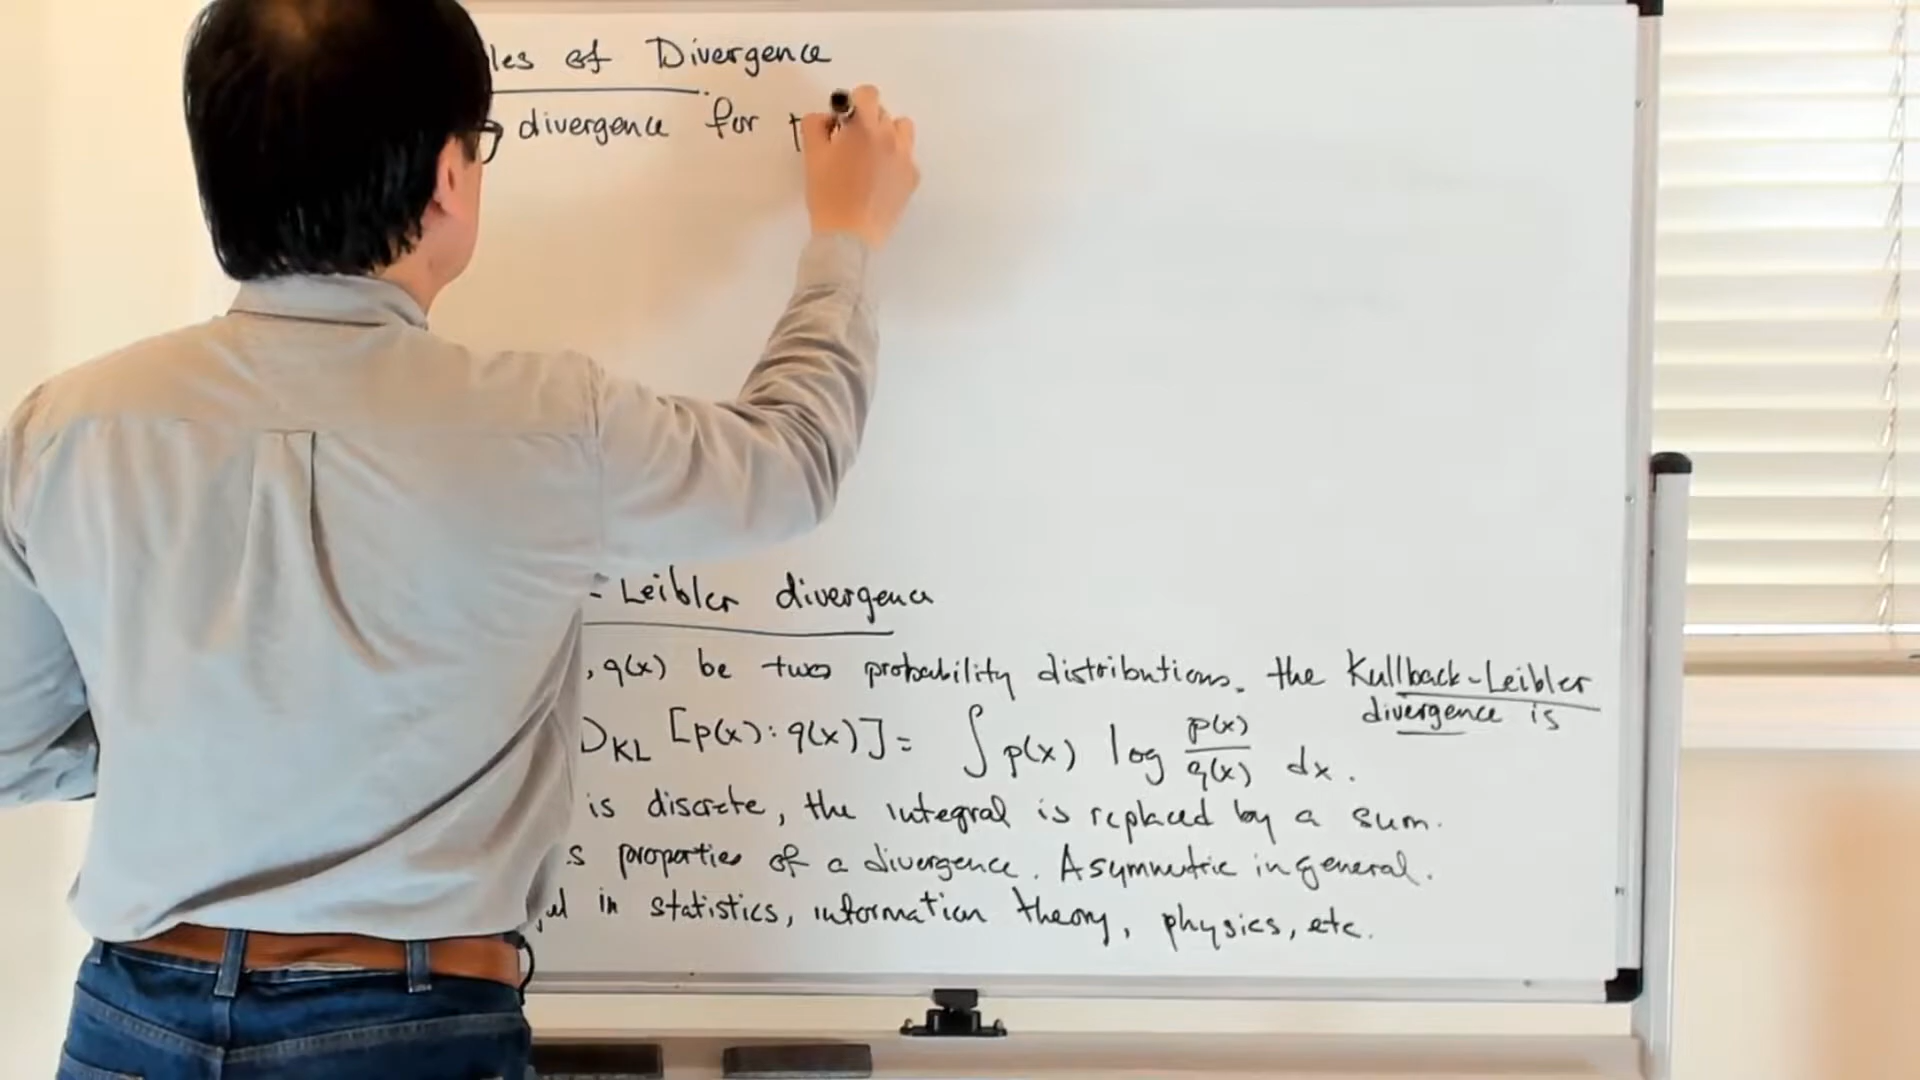 les of Divergence
divergence for
- Leibler divergence
, q(x) be two probability distributions. the Kullback-Leibler
divergence is
D_KL [p(x): q(x)] = ∫ p(x) log p(x)/q(x) dx.
is discrete, the integral is replaced by a sum.
s properties of a divergence. Asymmetric in general.
in statistics, information theory, physics, etc.